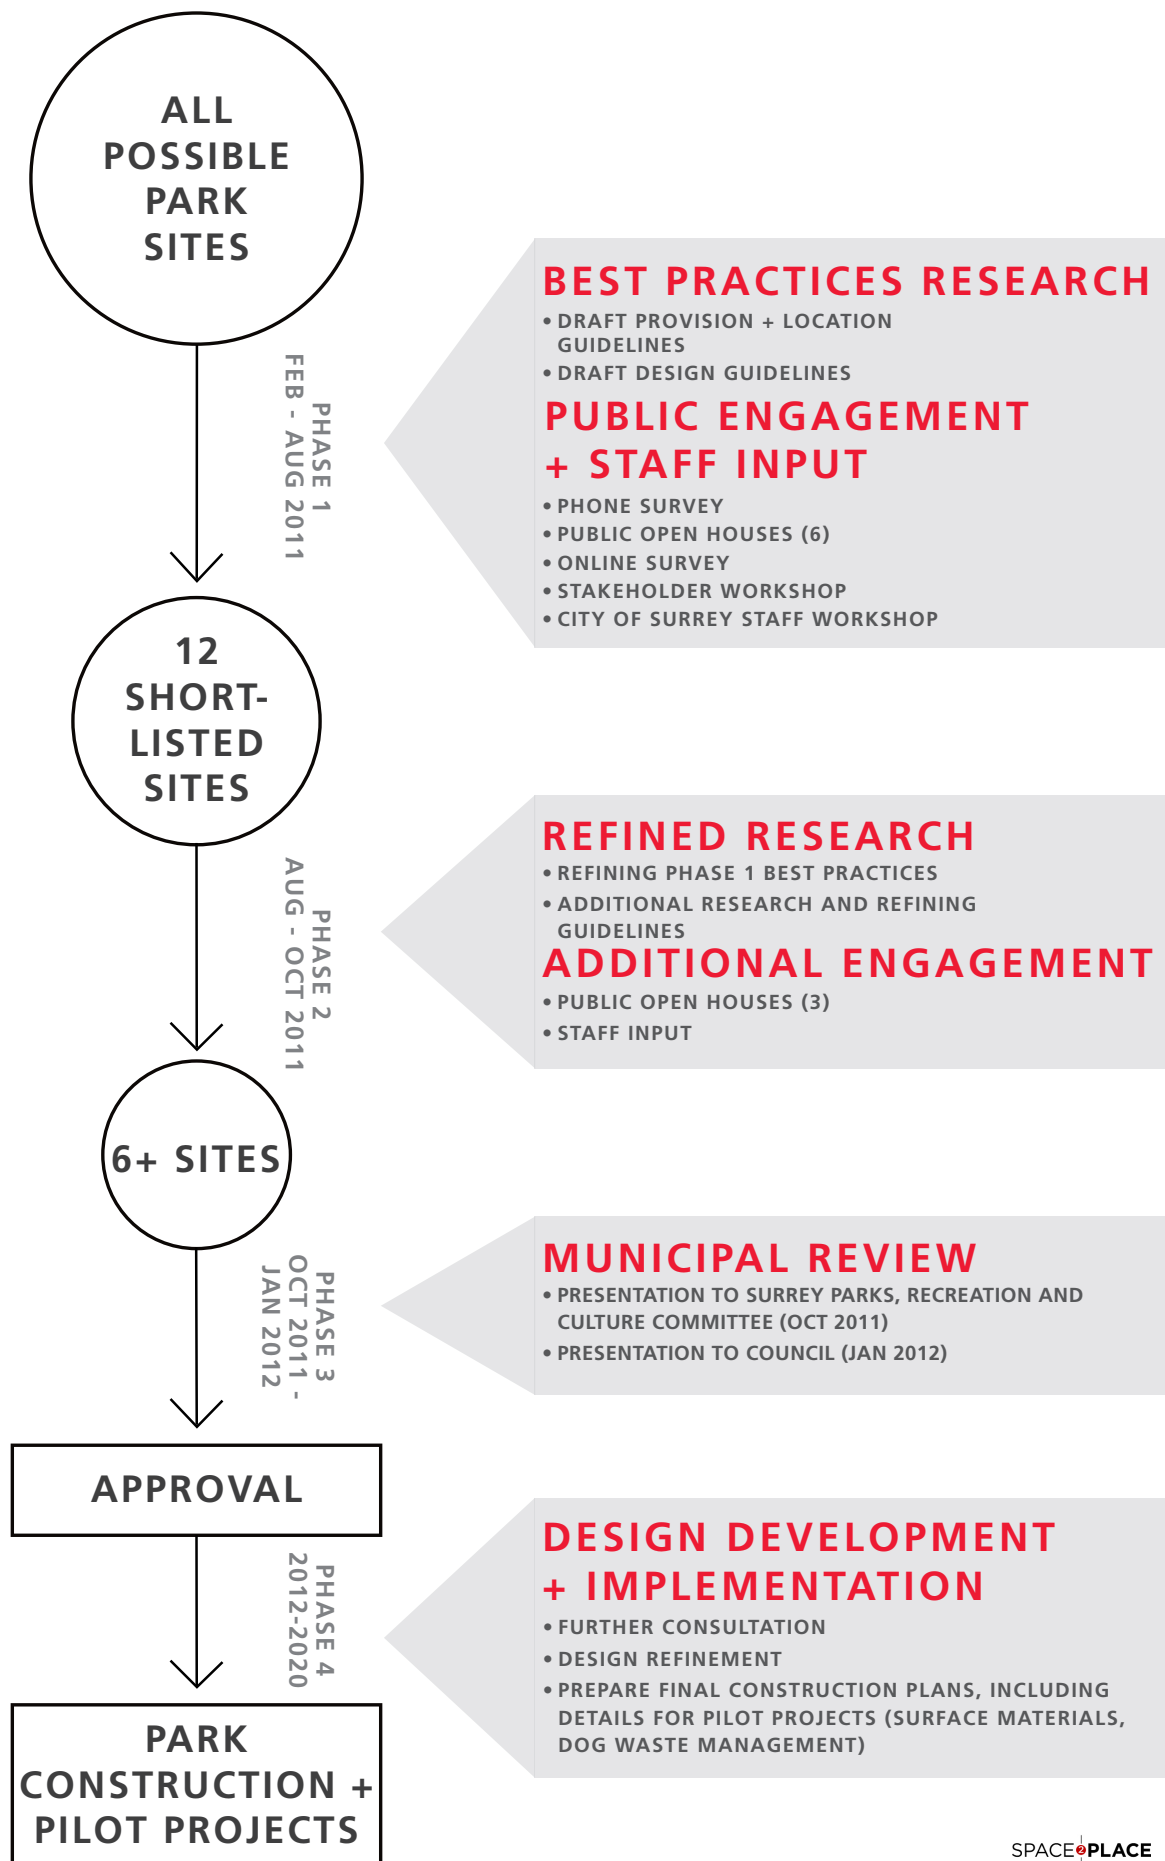 ALL
POSSIBLE
PARK
SITES
PHASE 1
FEB - AUG 2011
BEST PRACTICES RESEARCH
• DRAFT PROVISION + LOCATION
GUIDELINES
• DRAFT DESIGN GUIDELINES
PUBLIC ENGAGEMENT
+ STAFF INPUT
• PHONE SURVEY
• PUBLIC OPEN HOUSES (6)
• ONLINE SURVEY
• STAKEHOLDER WORKSHOP
• CITY OF SURREY STAFF WORKSHOP
12
SHORT-
LISTED
SITES
PHASE 2
AUG - OCT 2011
REFINED RESEARCH
• REFINING PHASE 1 BEST PRACTICES
• ADDITIONAL RESEARCH AND REFINING
GUIDELINES
ADDITIONAL ENGAGEMENT
• PUBLIC OPEN HOUSES (3)
• STAFF INPUT
6+ SITES
PHASE 3
OCT 2011 -
JAN 2012
MUNICIPAL REVIEW
• PRESENTATION TO SURREY PARKS, RECREATION AND
CULTURE COMMITTEE (OCT 2011)
• PRESENTATION TO COUNCIL (JAN 2012)
APPROVAL
PHASE 4
2012-2020
DESIGN DEVELOPMENT
+ IMPLEMENTATION
• FURTHER CONSULTATION
• DESIGN REFINEMENT
• PREPARE FINAL CONSTRUCTION PLANS, INCLUDING
DETAILS FOR PILOT PROJECTS (SURFACE MATERIALS,
DOG WASTE MANAGEMENT)
PARK
CONSTRUCTION +
PILOT PROJECTS
SPACE2PLACE